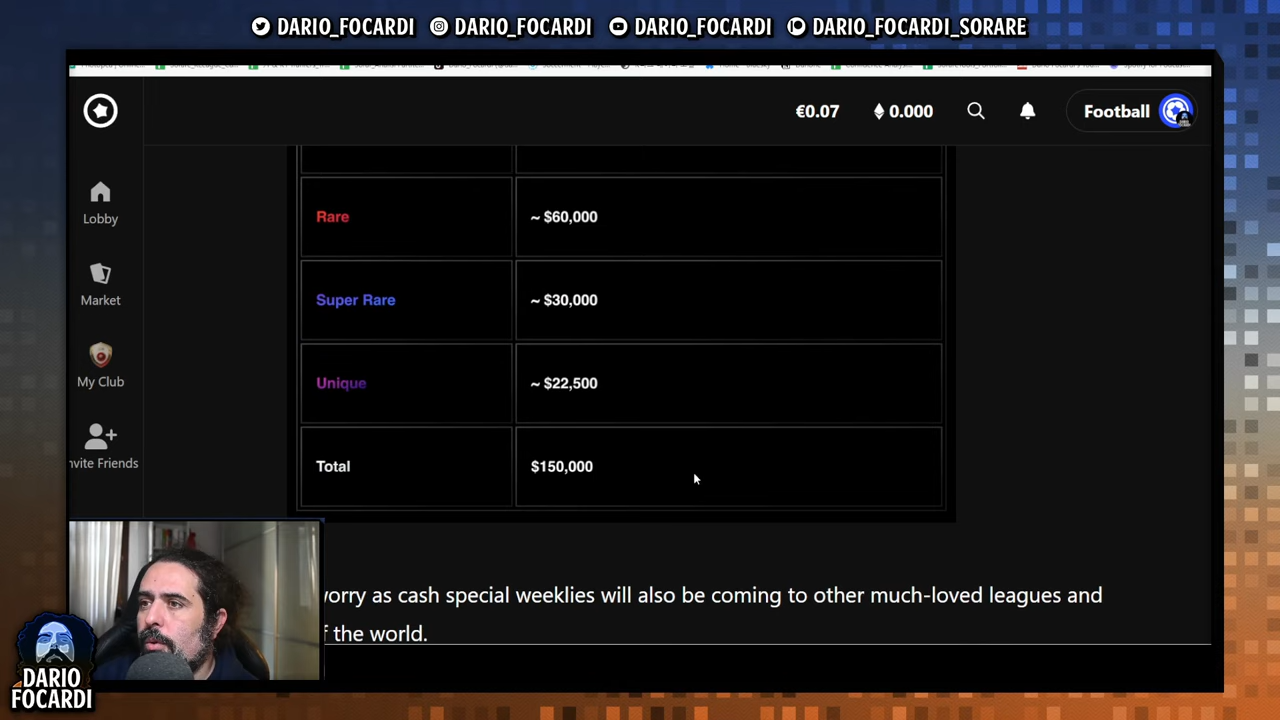 DARIO_FOCARDI DARIO_FOCARDI DARIO_FOCARDI DARIO_FOCARDI_SORARE
€0.07 0.000 Football
Lobby
Market
My Club
nvite Friends
Rare ~ $60,000
Super Rare ~ $30,000
Unique ~ $22,500
Total $150,000
vorry as cash special weeklies will also be coming to other much-loved leagues and
f the world.
DARIO
FOCARDI